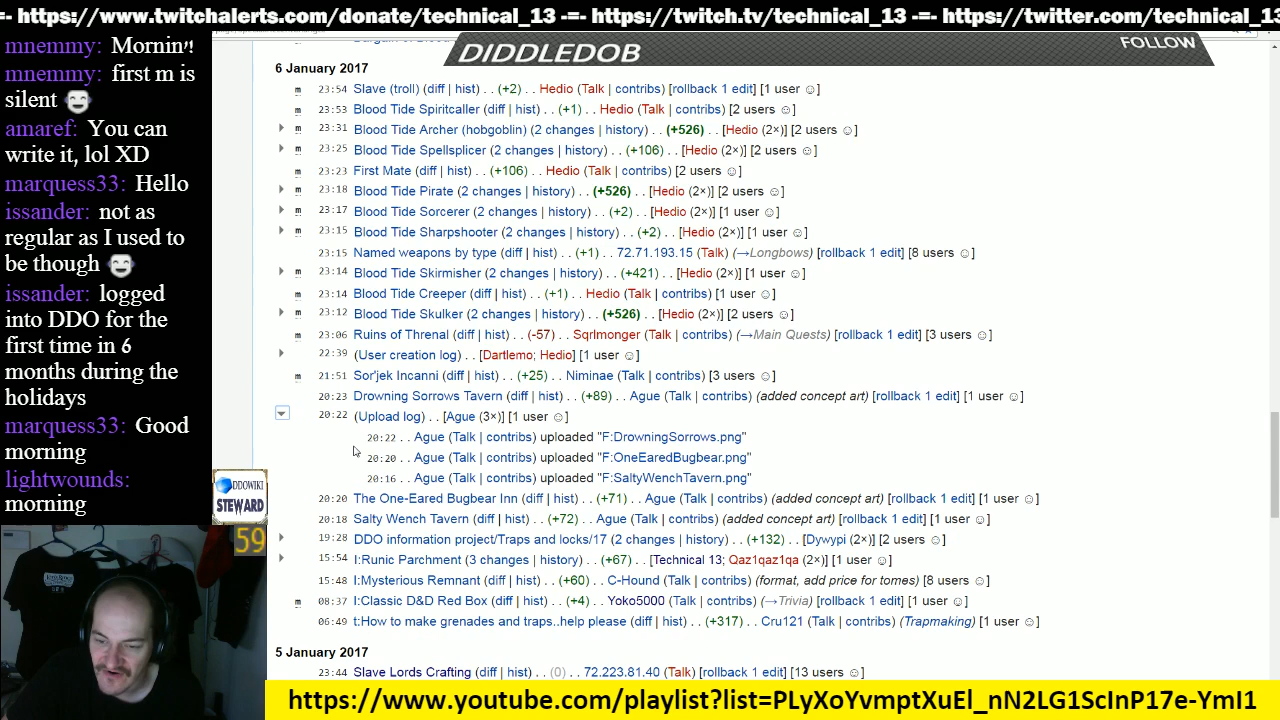 -=- https://www.twitchalerts.com/donate/technical_13 -=- https://twitch.tv/technical_13 -=- https://twitter.com/technical_13
DIDDLEDOB
FOLLOW
mnemmy: Mornin'!
mnemmy: first m is
silent
amaref: You can
write it, lol XD
marquess33: Hello
issander: not as
regular as I used to
be though
issander: logged
into DDO for the
first time in 6
months during the
holidays
marquess33: Good
morning
lightwounds:
morning
6 January 2017
m 23:54 Slave (troll) (diff | hist) . . (+2) . . Hedio (Talk | contribs) [rollback 1 edit] [1 user ☺]
m 23:53 Blood Tide Spiritcaller (diff | hist) . . (+1) . . Hedio (Talk | contribs) [2 users ☺]
m 23:31 Blood Tide Archer (hobgoblin) (2 changes | history) . . (+526) . . [Hedio (2×)] [2 users ☺]
m 23:25 Blood Tide Spellsplicer (2 changes | history) . . (+106) . . [Hedio (2×)] [2 users ☺]
m 23:23 First Mate (diff | hist) . . (+106) . . Hedio (Talk | contribs) [2 users ☺]
m 23:18 Blood Tide Pirate (2 changes | history) . . (+526) . . [Hedio (2×)] [2 users ☺]
m 23:17 Blood Tide Sorcerer (2 changes | history) . . (+2) . . [Hedio (2×)] [1 user ☺]
m 23:15 Blood Tide Sharpshooter (2 changes | history) . . (+2) . . [Hedio (2×)] [1 user ☺]
23:15 Named weapons by type (diff | hist) . . (+1) . . 72.71.193.15 (Talk) (→Longbows) [rollback 1 edit] [8 users ☺]
m 23:14 Blood Tide Skirmisher (2 changes | history) . . (+421) . . [Hedio (2×)] [1 user ☺]
m 23:14 Blood Tide Creeper (diff | hist) . . (+1) . . Hedio (Talk | contribs) [1 user ☺]
m 23:12 Blood Tide Skulker (2 changes | history) . . (+526) . . [Hedio (2×)] [2 users ☺]
m 23:06 Ruins of Threnal (diff | hist) . . (-57) . . Sqrlmonger (Talk | contribs) (→Main Quests) [rollback 1 edit] [3 users ☺]
22:39 (User creation log) . . [Dartlemo; Hedio] [1 user ☺]
m 21:51 Sor'jek Incanni (diff | hist) . . (+25) . . Niminae (Talk | contribs) [3 users ☺]
20:23 Drowning Sorrows Tavern (diff | hist) . . (+89) . . Ague (Talk | contribs) (added concept art) [rollback 1 edit] [1 user ☺]
20:22 (Upload log) . . [Ague (3×)] [1 user ☺]
20:22 . . Ague (Talk | contribs) uploaded "F:DrowningSorrows.png"
20:20 . . Ague (Talk | contribs) uploaded "F:OneEaredBugbear.png"
20:16 . . Ague (Talk | contribs) uploaded "F:SaltyWenchTavern.png"
20:20 The One-Eared Bugbear Inn (diff | hist) . . (+71) . . Ague (Talk | contribs) (added concept art) [rollback 1 edit] [1 user ☺]
20:18 Salty Wench Tavern (diff | hist) . . (+72) . . Ague (Talk | contribs) (added concept art) [rollback 1 edit] [1 user ☺]
19:28 DDO information project/Traps and locks/17 (2 changes | history) . . (+132) . . [Dywypi (2×)] [2 users ☺]
15:54 I:Runic Parchment (3 changes | history) . . (+67) . . [Technical 13; Qaz1qaz1qa (2×)] [1 user ☺]
15:48 I:Mysterious Remnant (diff | hist) . . (+60) . . C-Hound (Talk | contribs) (format, add price for tomes) [8 users ☺]
m 08:37 I:Classic D&D Red Box (diff | hist) . . (+4) . . Yoko5000 (Talk | contribs) (→Trivia) [rollback 1 edit] [1 user ☺]
06:49 t:How to make grenades and traps..help please (diff | hist) . . (+317) . . Cru121 (Talk | contribs) (Trapmaking) [1 user ☺]
5 January 2017
23:44 Slave Lords Crafting (diff | hist) . . (0) . . 72.223.81.40 (Talk) [rollback 1 edit] [13 users ☺]
DDOWIKI
STEWARD
59
https://www.youtube.com/playlist?list=PLyXoYvmptXuEl_nN2LG1ScInP17e-YmI1